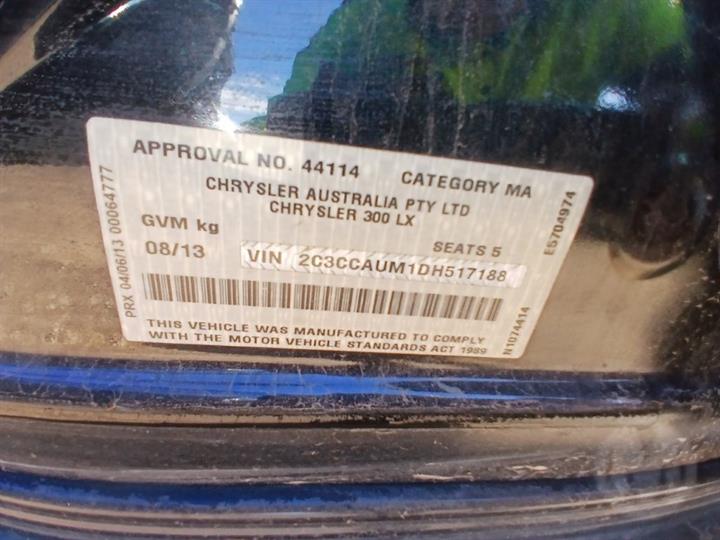 APPROVAL NO. 44114 CATEGORY MA
CHRYSLER AUSTRALIA PTY LTD
CHRYSLER 300 LX
GVM kg SEATS 5
08/13 VIN 2C3CCAUM1DH517188
THIS VEHICLE WAS MANUFACTURED TO COMPLY
WITH THE MOTOR VEHICLE STANDARDS ACT 1989
PRX 04/06/13 00064777
E5704974
N1074414